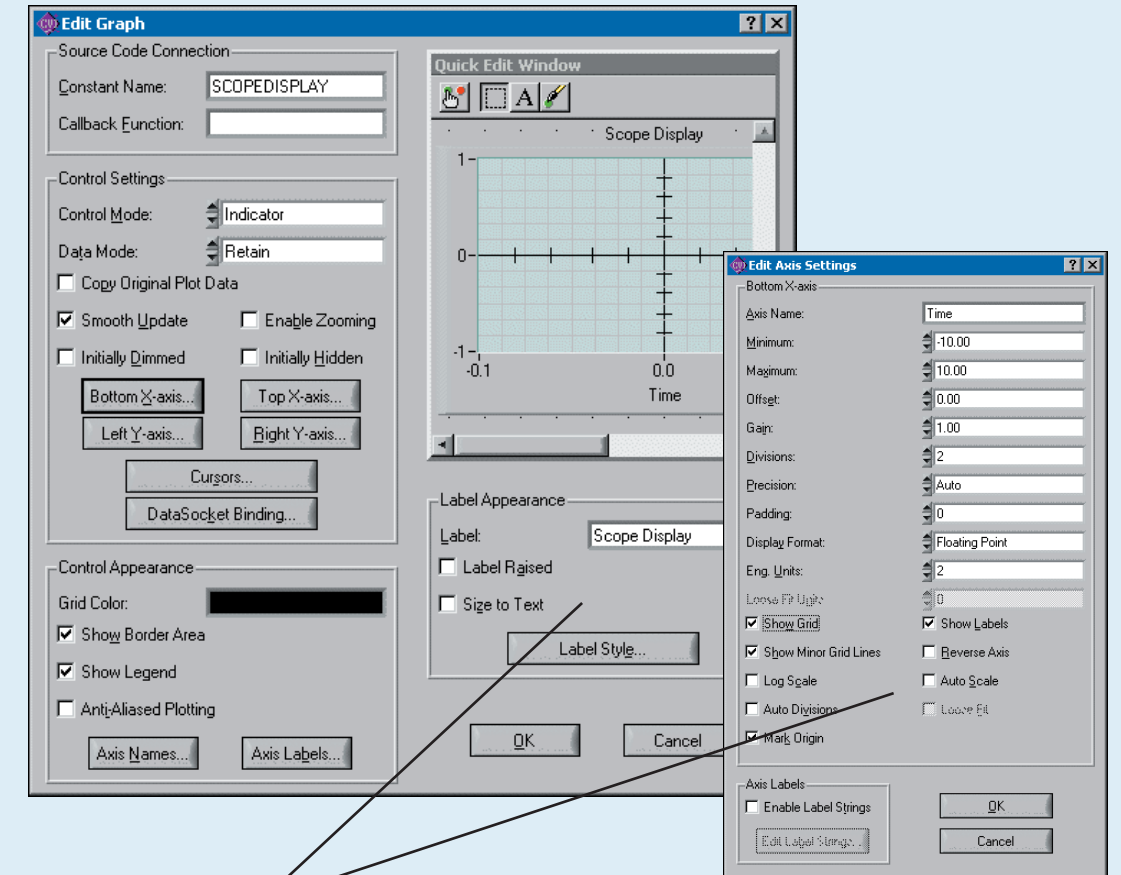 Edit Graph
Source Code Connection
Constant Name: SCOPEDISPLAY
Callback Function:
Control Settings
Control Mode: Indicator
Data Mode: Retain
Copy Original Plot Data
Smooth Update Enable Zooming
Initially Dimmed Initially Hidden
Bottom X-axis... Top X-axis...
Left Y-axis... Right Y-axis...
Cursors...
DataSocket Binding...
Control Appearance
Grid Color:
Show Border Area
Show Legend
Anti-Aliased Plotting
Axis Names... Axis Labels...
Quick Edit Window
A
Scope Display
1
0
-1
-0.1 0.0
Time
Label Appearance
Label: Scope Display
Label Raised
Size to Text
Label Style...
OK Cancel
Edit Axis Settings
Bottom X-axis
Axis Name: Time
Minimum: -10.00
Maximum: 10.00
Offset: 0.00
Gain: 1.00
Divisions: 2
Precision: Auto
Padding: 0
Display Format: Floating Point
Eng. Units: 2
Loose Fit Units 0
Show Grid Show Labels
Show Minor Grid Lines Reverse Axis
Log Scale Auto Scale
Auto Divisions Loose Fit
Mark Origin
Axis Labels
Enable Label Strings
Edit Label Strings...
OK
Cancel